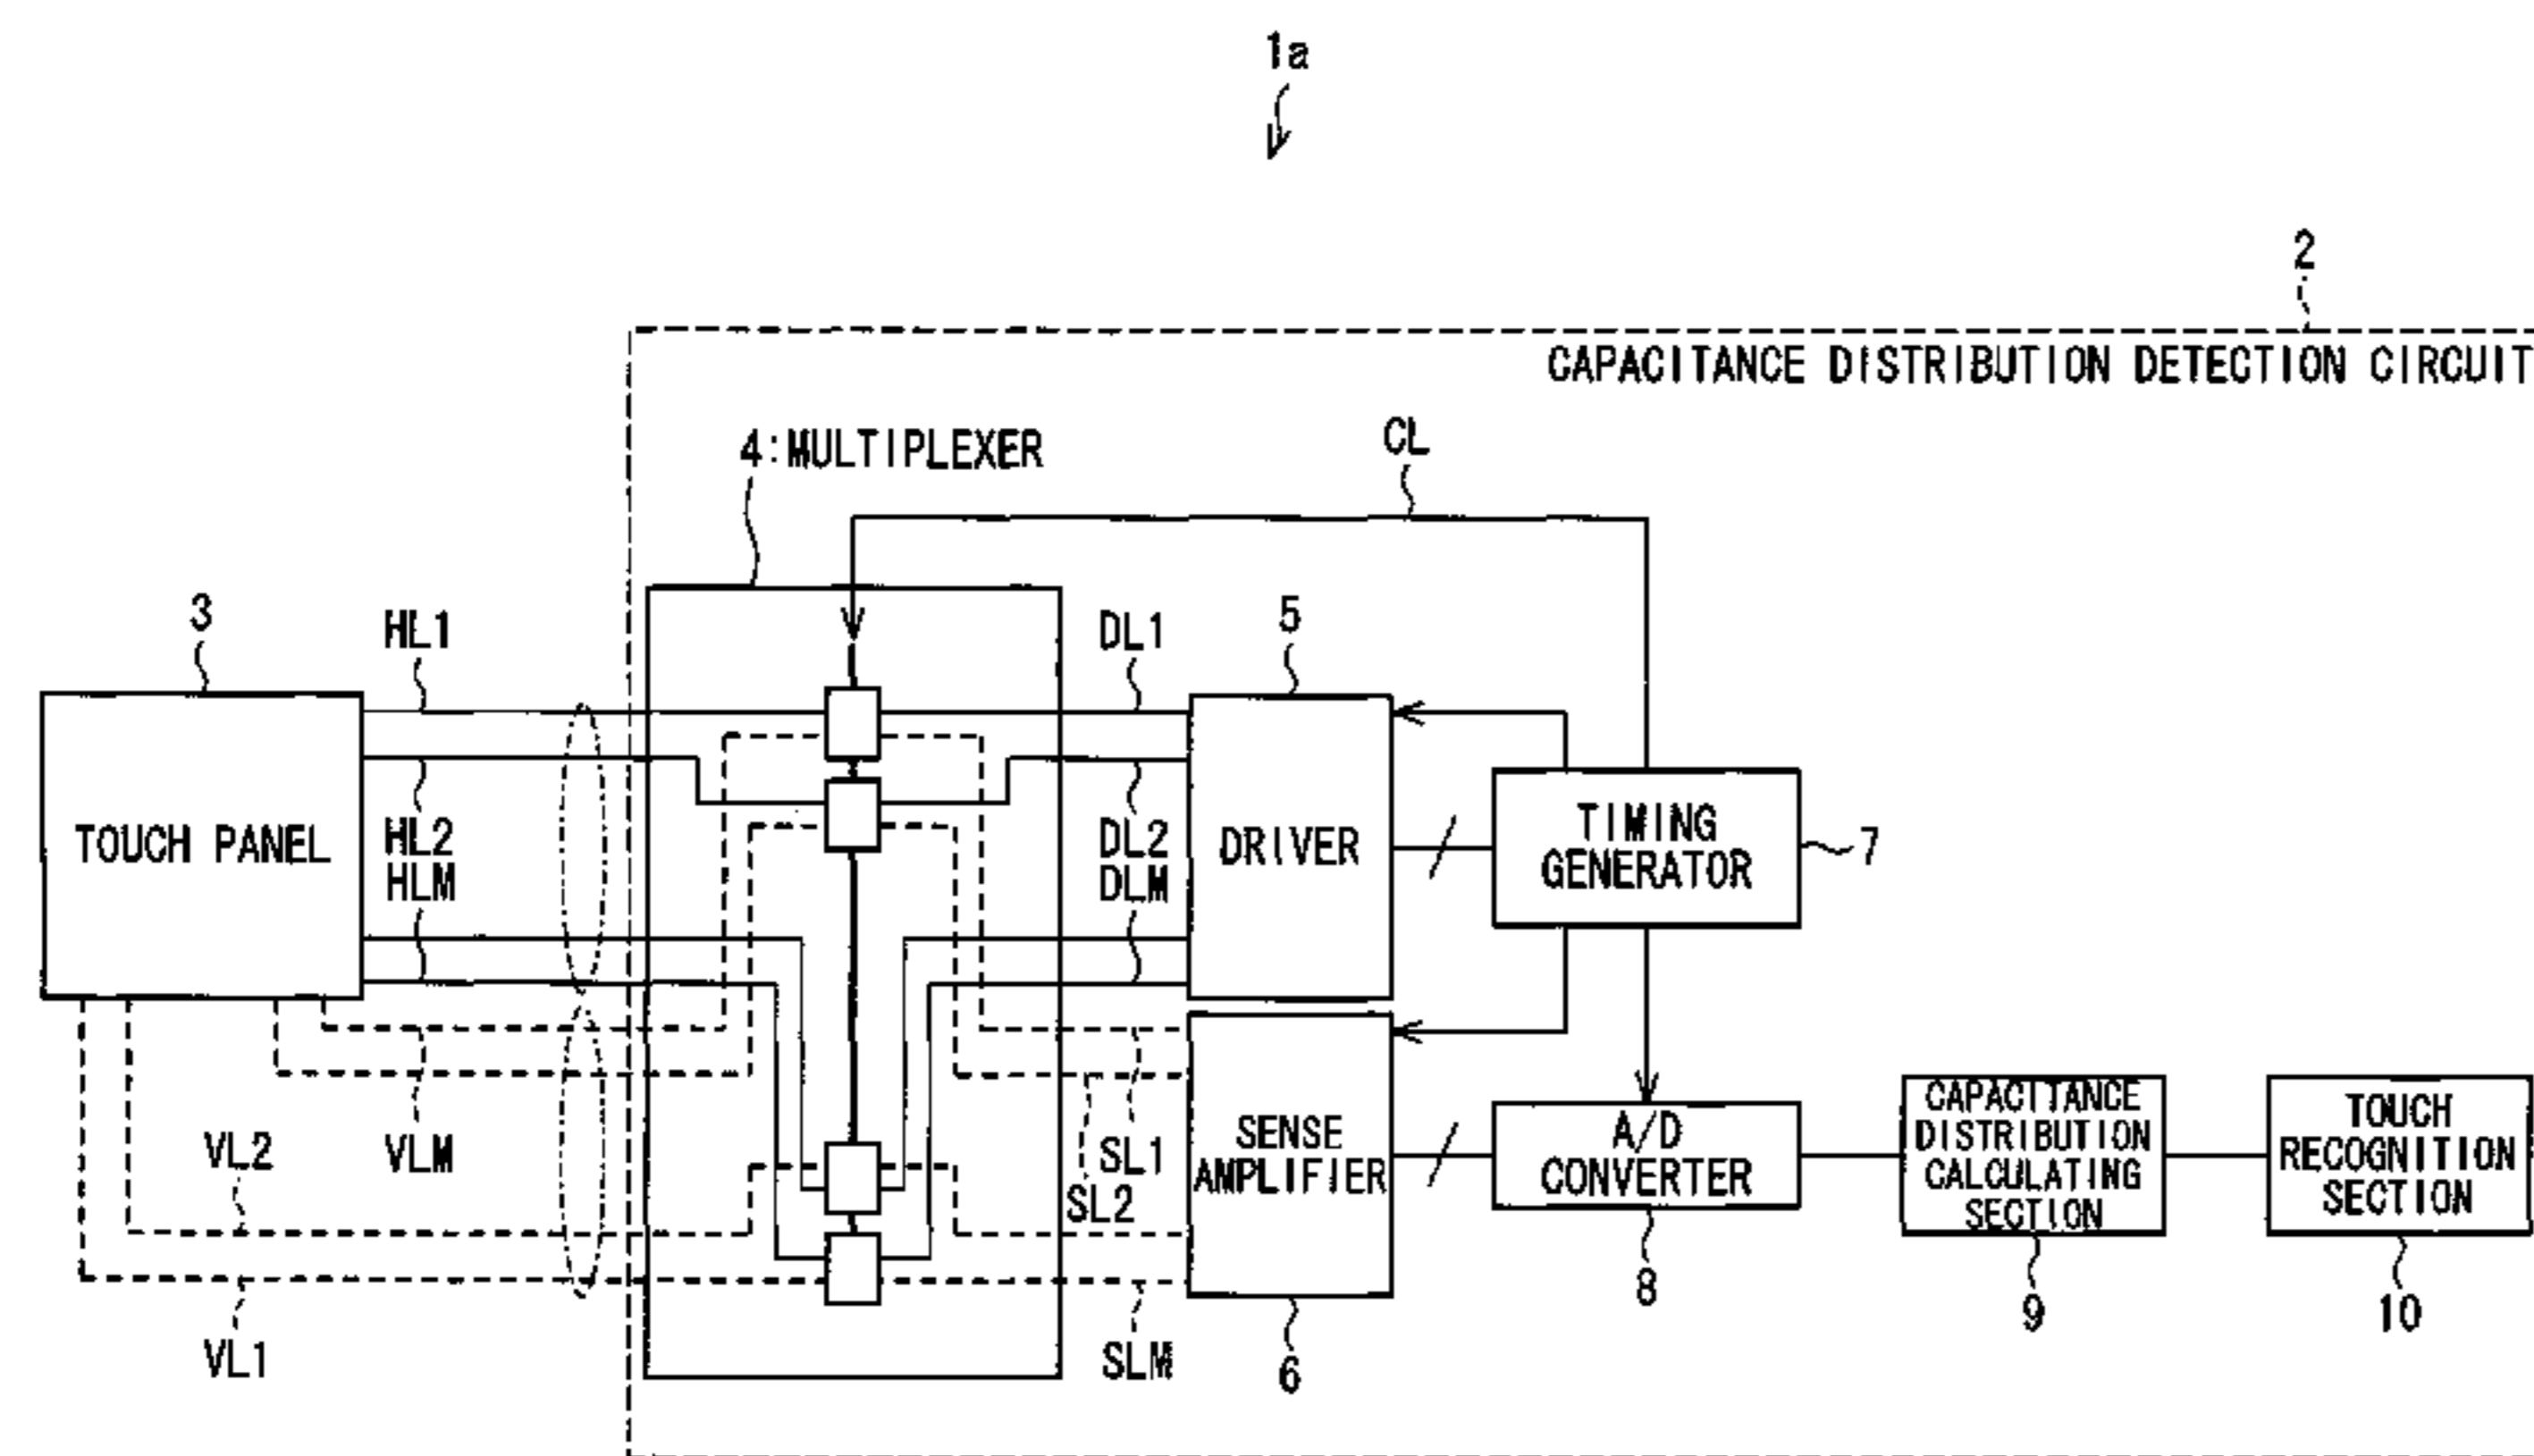 1a
2
CAPACITANCE DISTRIBUTION DETECTION CIRCUIT
4:MULTIPLEXER
CL
3
HL1
DL1
5
TOUCH PANEL
HL2
HLM
DL2
DLM
DRIVER
TIMING
GENERATOR
7
VL2
VLM
SL1
SL2
SENSE
AMPLIFIER
A/D
CONVERTER
CAPACITANCE
DISTRIBUTION
CALCULATING
SECTION
TOUCH
RECOGNITION
SECTION
VL1
SLM
6
8
9
10